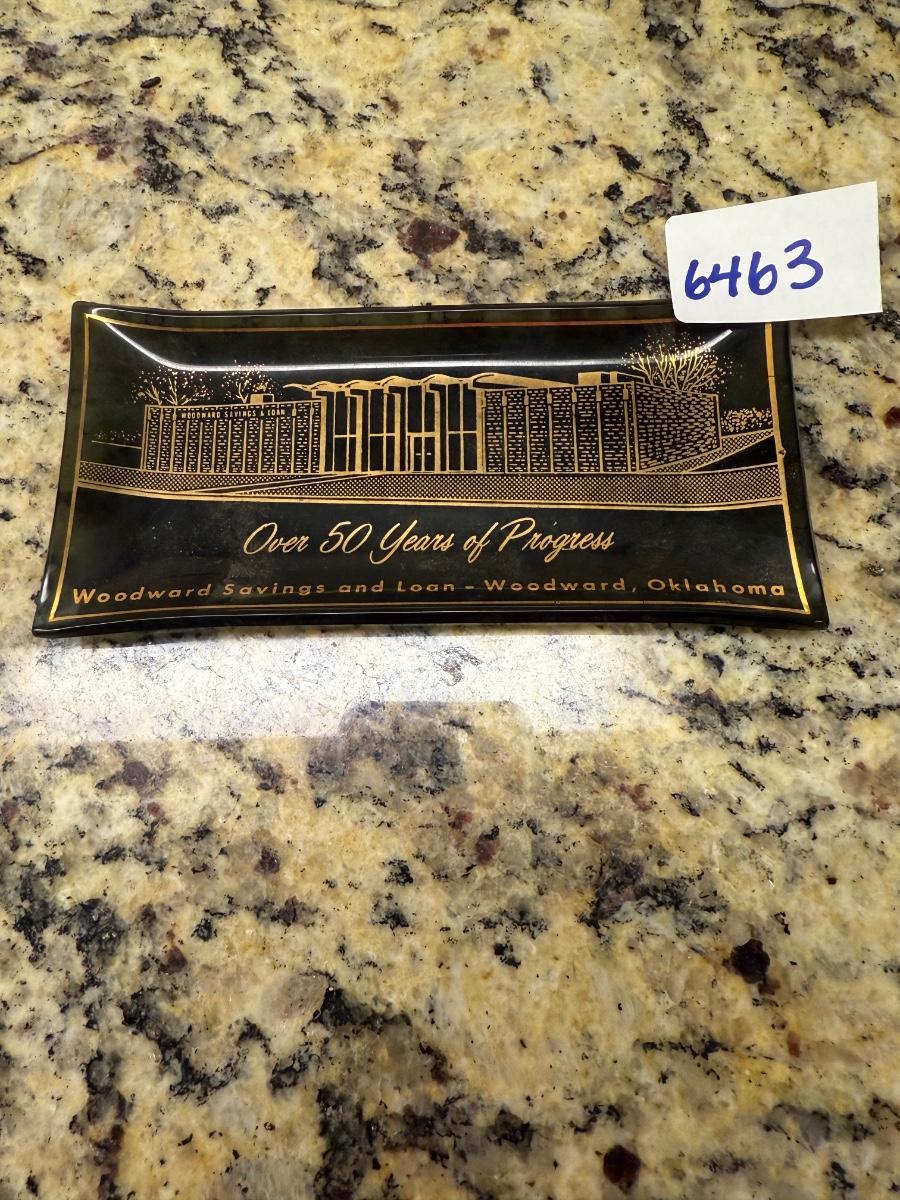 6463
WOODWARD SAVINGS & LOAN
Over 50 Years of Progress
Woodward Savings and Loan - Woodward, Oklahoma